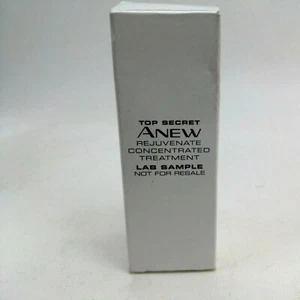 TOP SECRET
ANEW
REJUVENATE
CONCENTRATED
TREATMENT
LAB SAMPLE
NOT FOR RESALE